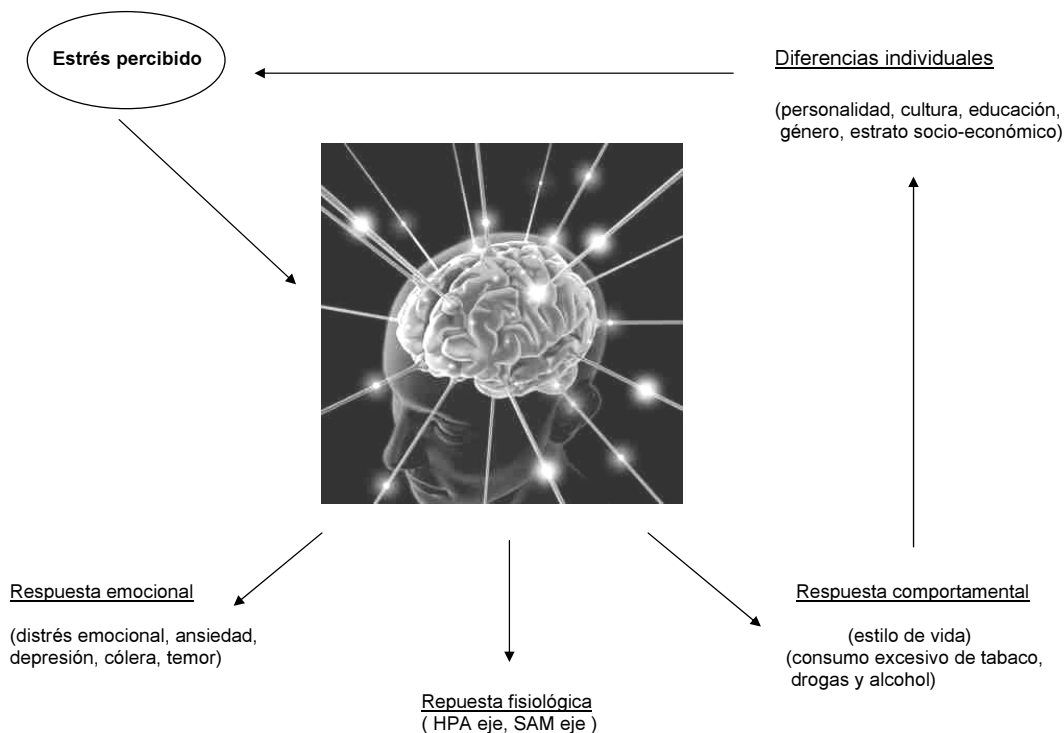 Estrés percibido
Diferencias individuales
(personalidad, cultura, educación,
género, estrato socio-económico)
Respuesta emocional
(distrés emocional, ansiedad,
depresión, cólera, temor)
Repuesta fisiológica
( HPA eje, SAM eje )
Respuesta comportamental
(estilo de vida)
(consumo excesivo de tabaco,
drogas y alcohol)